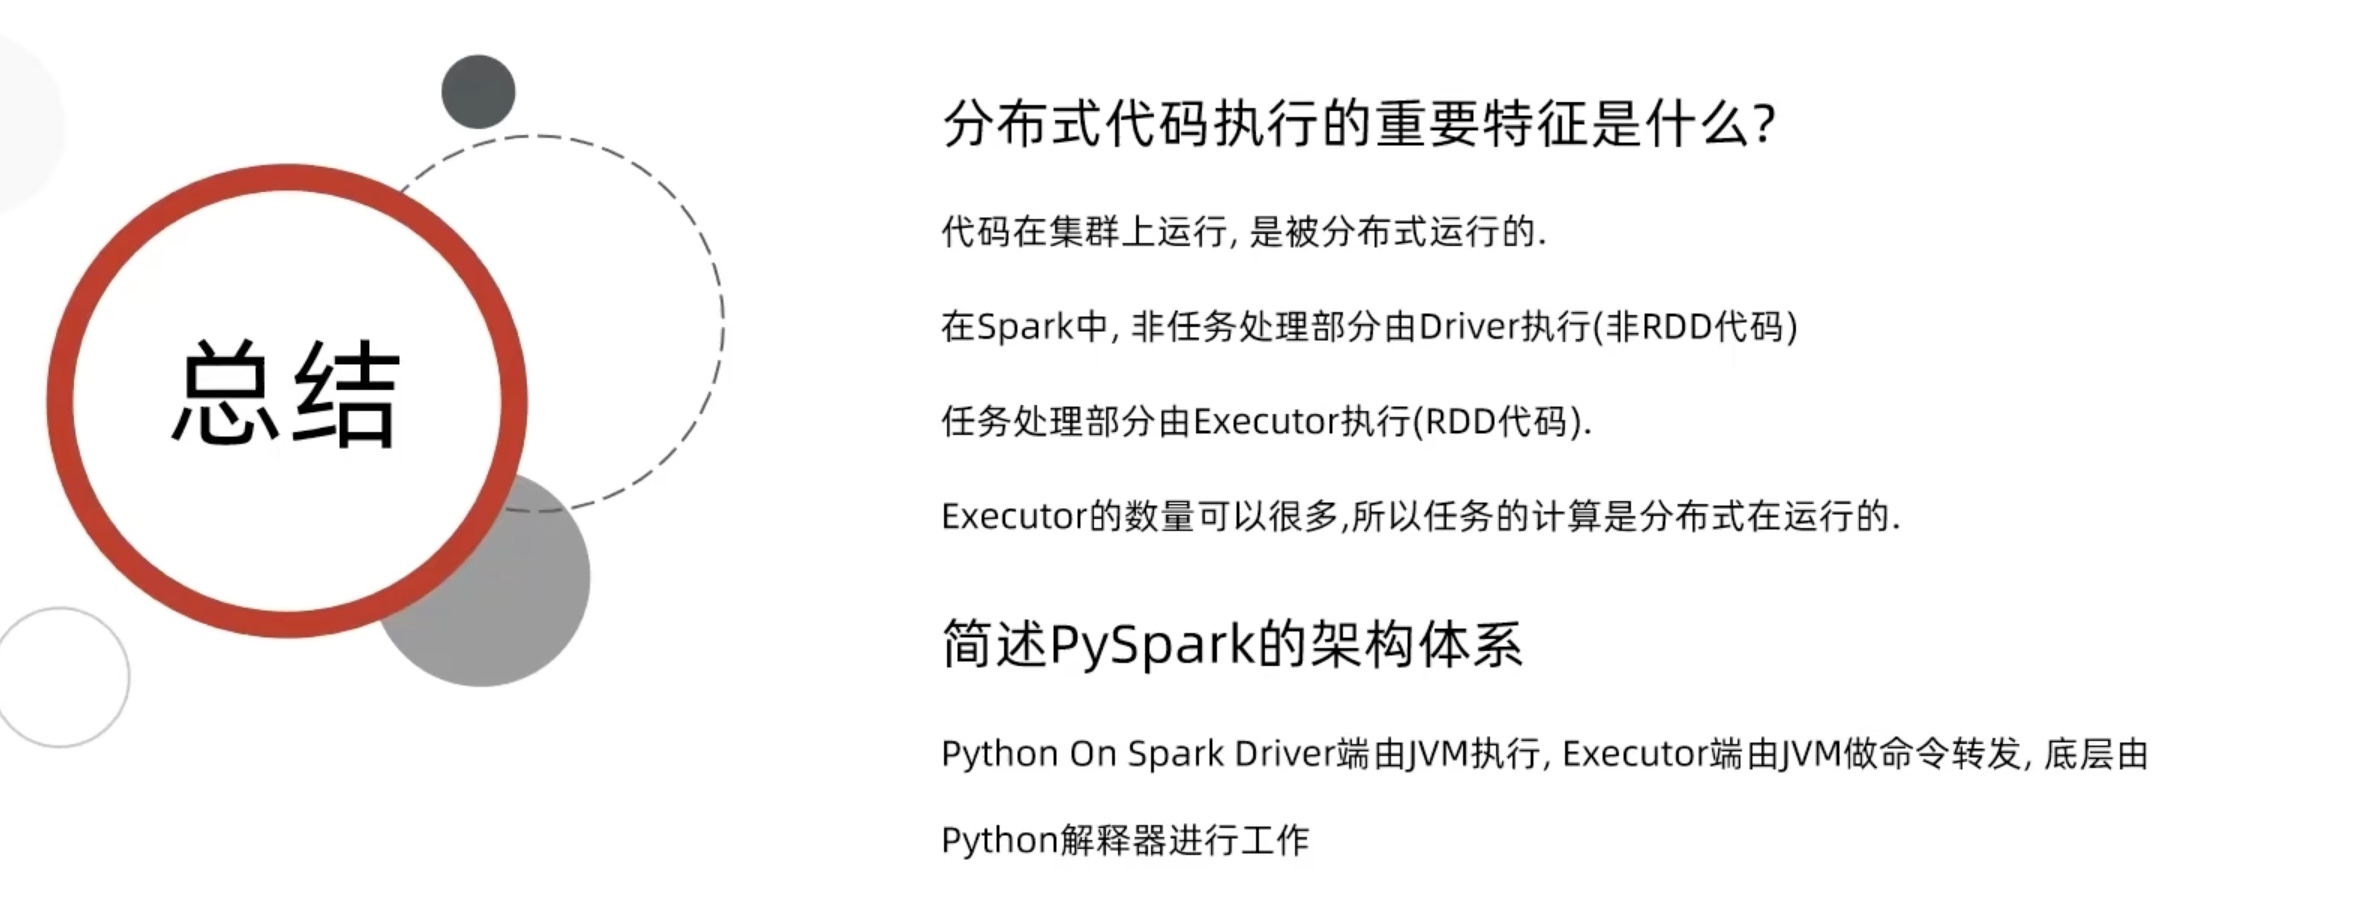 总结
分布式代码执行的重要特征是什么?
代码在集群上运行, 是被分布式运行的.
在Spark中, 非任务处理部分由Driver执行(非RDD代码)
任务处理部分由Executor执行(RDD代码).
Executor的数量可以很多,所以任务的计算是分布式在运行的.
简述PySpark的架构体系
Python On Spark Driver端由JVM执行, Executor端由JVM做命令转发, 底层由
Python解释器进行工作